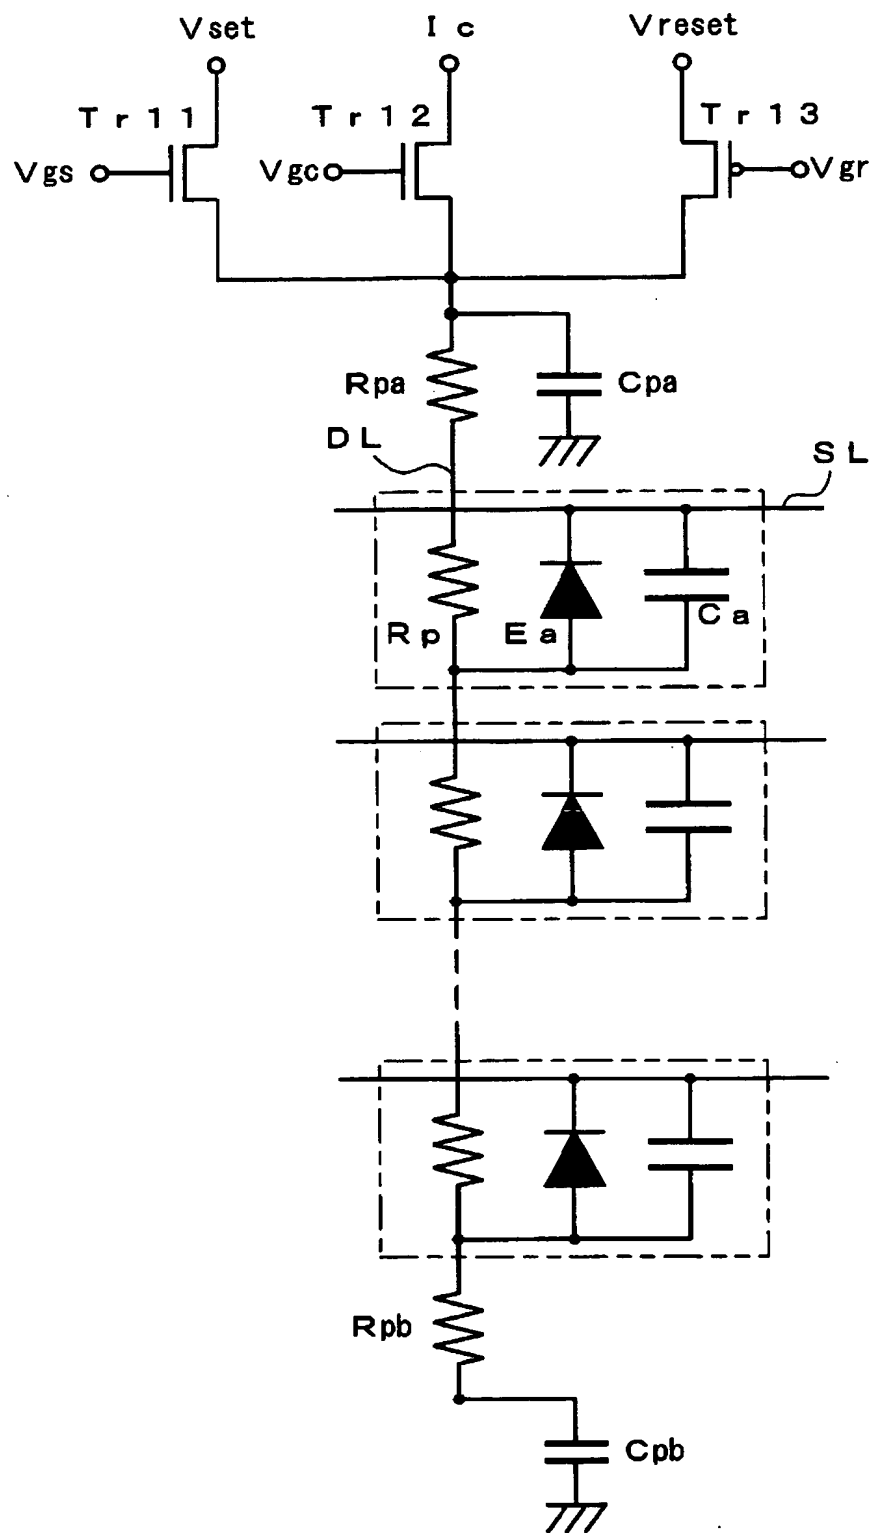 Vset
Ic
Vreset
Tr11
Tr12
Tr13
Vgs
Vgc
Vgr
Rpa
Cpa
DL
SL
Rp
Ea
Ca
Rpb
Cpb